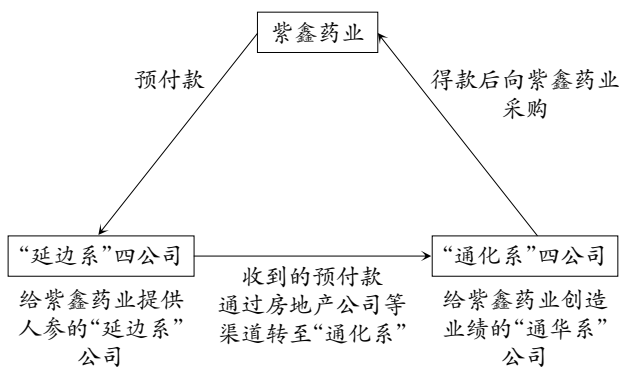 紫鑫药业
预付款
得款后向紫鑫药业
采购
“延边系”四公司
“通化系”四公司
收到的预付款
通过房地产公司等
渠道转至“通化系”
给紫鑫药业提供
人参的“延边系”
公司
给紫鑫药业创造
业绩的“通华系”
公司